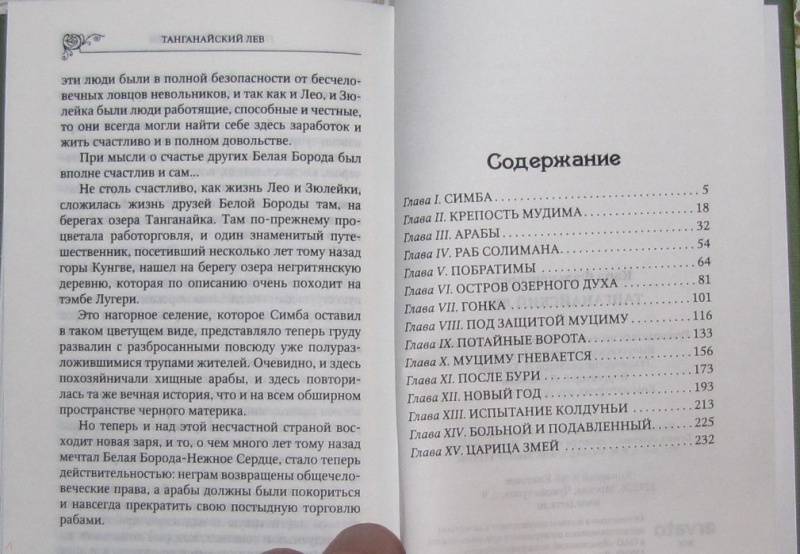 ТАНГАНАЙСКИЙ ЛЕВ
эти люди были в полной безопасности от бесчело-
вечных ловцов невольников, и так как и Лео, и Зю-
лейка были люди работящие, способные и честные,
то они всегда могли найти себе здесь заработок и
жить счастливо и в полном довольстве.
При мысли о счастье других Белая Борода был
вполне счастлив и сам...
Не столь счастливо, как жизнь Лео и Зюлейки,
сложилась жизнь друзей Белой Бороды там, на
берегах озера Танганайка. Там по-прежнему про-
цветала работорговля, и один знаменитый путе-
шественник, посетивший несколько лет тому назад
горы Кунгве, нашел на берегу озера негритянскую
деревню, которая по описанию очень походит на
тэмбе Лугери.
Это нагорное селение, которое Симба оставил
в таком цветущем виде, представляло теперь груду
развалин с разбросанными повсюду уже полураз-
ложившимися трупами жителей. Очевидно, и здесь
похозяйничали хищные арабы, и здесь повтори-
лась та же вечная история, что и на всем обширном
пространстве черного материка.
Но теперь и над этой несчастной страной вос-
ходит новая заря, и то, о чем много лет тому назад
мечтал Белая Борода-Нежное Сердце, стало теперь
действительностью: неграм возвращены общечело-
веческие права, а арабы должны были покориться
и навсегда прекратить свою постыдную торговлю
рабами.
Содержание
Глава I. СИМБА 5
Глава II. КРЕПОСТЬ МУДИМА 18
Глава III. АРАБЫ 32
Глава IV. РАБ СОЛИМАНА 54
Глава V. ПОБРАТИМЫ 64
Глава VI. ОСТРОВ ОЗЕРНОГО ДУХА 81
Глава VII. ГОНКА 101
Глава VIII. ПОД ЗАЩИТОЙ МУЦИМУ 116
Глава IX. ПОТАЙНЫЕ ВОРОТА 133
Глава X. МУЦИМУ ГНЕВАЕТСЯ 156
Глава XI. ПОСЛЕ БУРИ 173
Глава XII. НОВЫЙ ГОД 193
Глава XIII. ИСПЫТАНИЕ КОЛДУНЬИ 213
Глава XIV. БОЛЬНОЙ И ПОДАВЛЕННЫЙ 225
Глава XV. ЦАРИЦА ЗМЕЙ 232